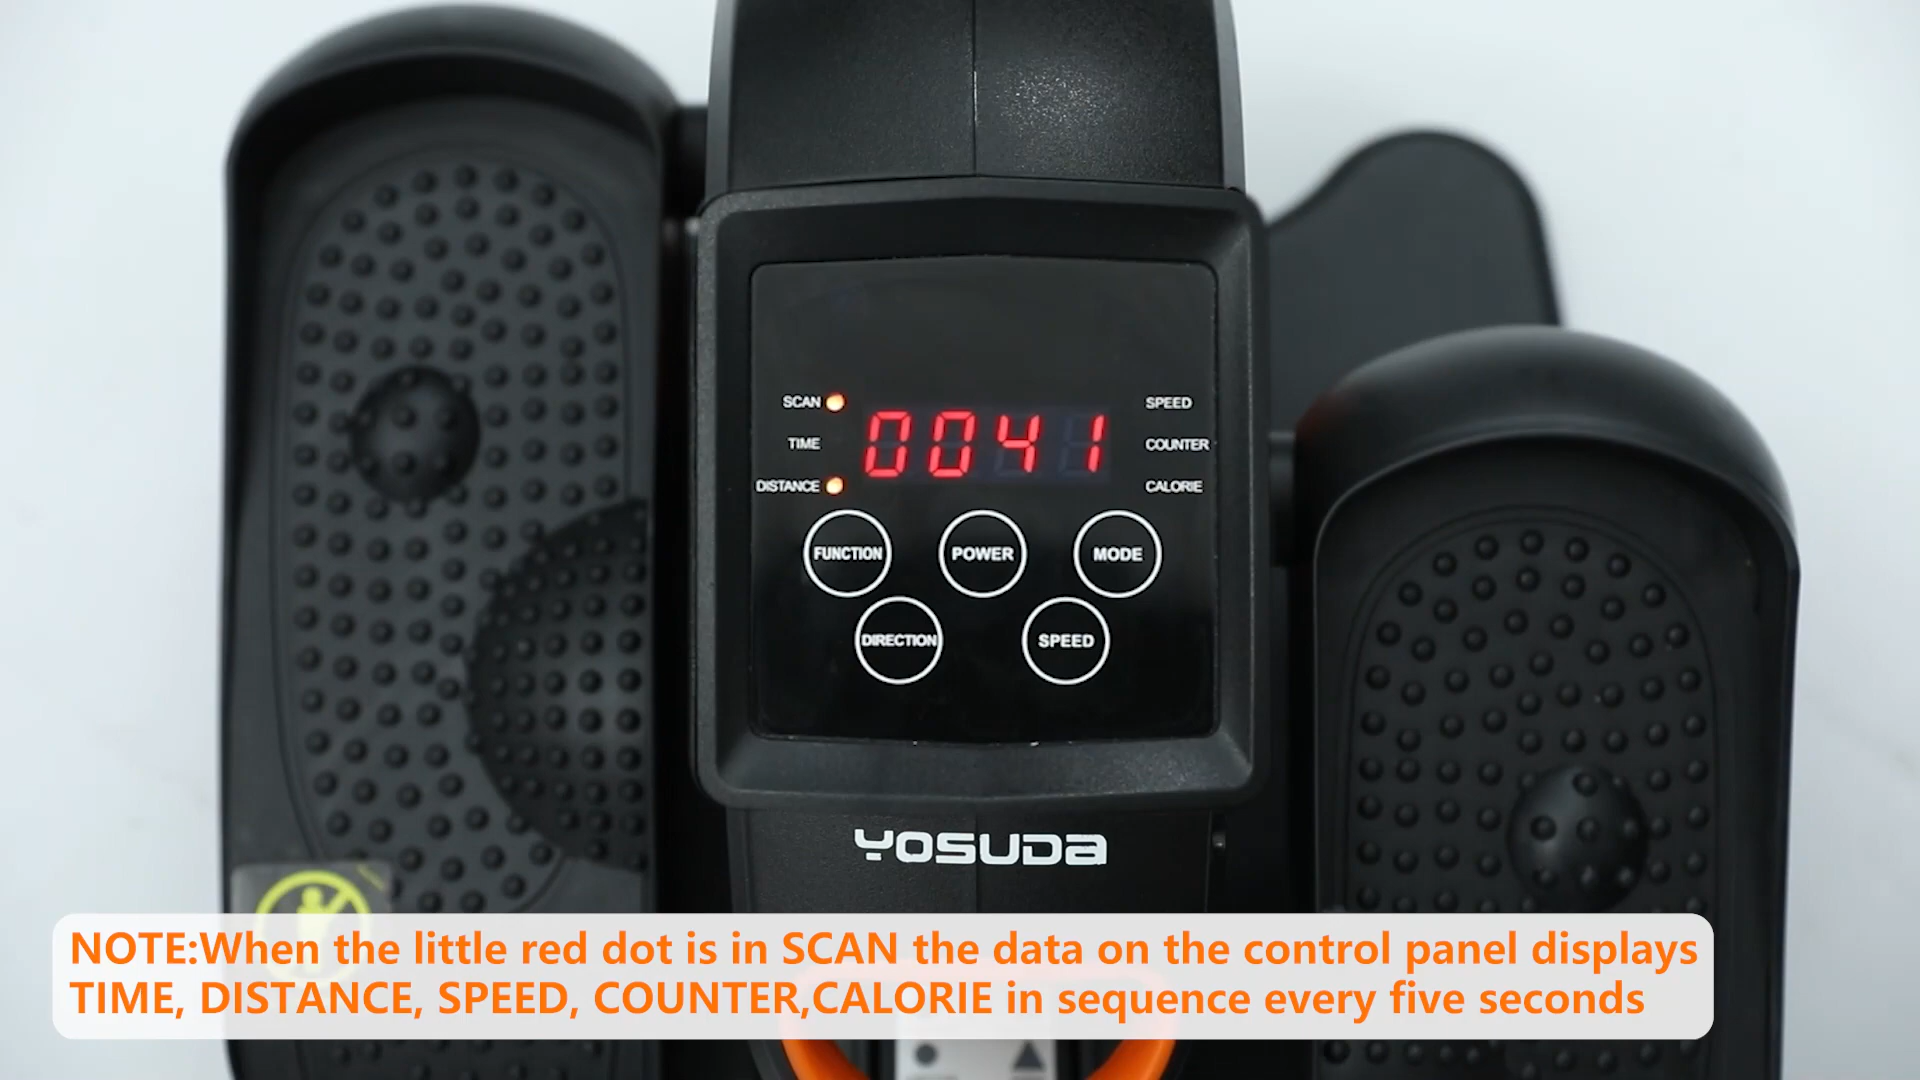 SCAN
0041
SPEED
TIME
COUNTER
DISTANCE
CALORIE
FUNCTION
POWER
MODE
DIRECTION
SPEED
YOSUDA
NOTE:When the little red dot is in SCAN the data on the control panel displays
TIME, DISTANCE, SPEED, COUNTER,CALORIE in sequence every five seconds